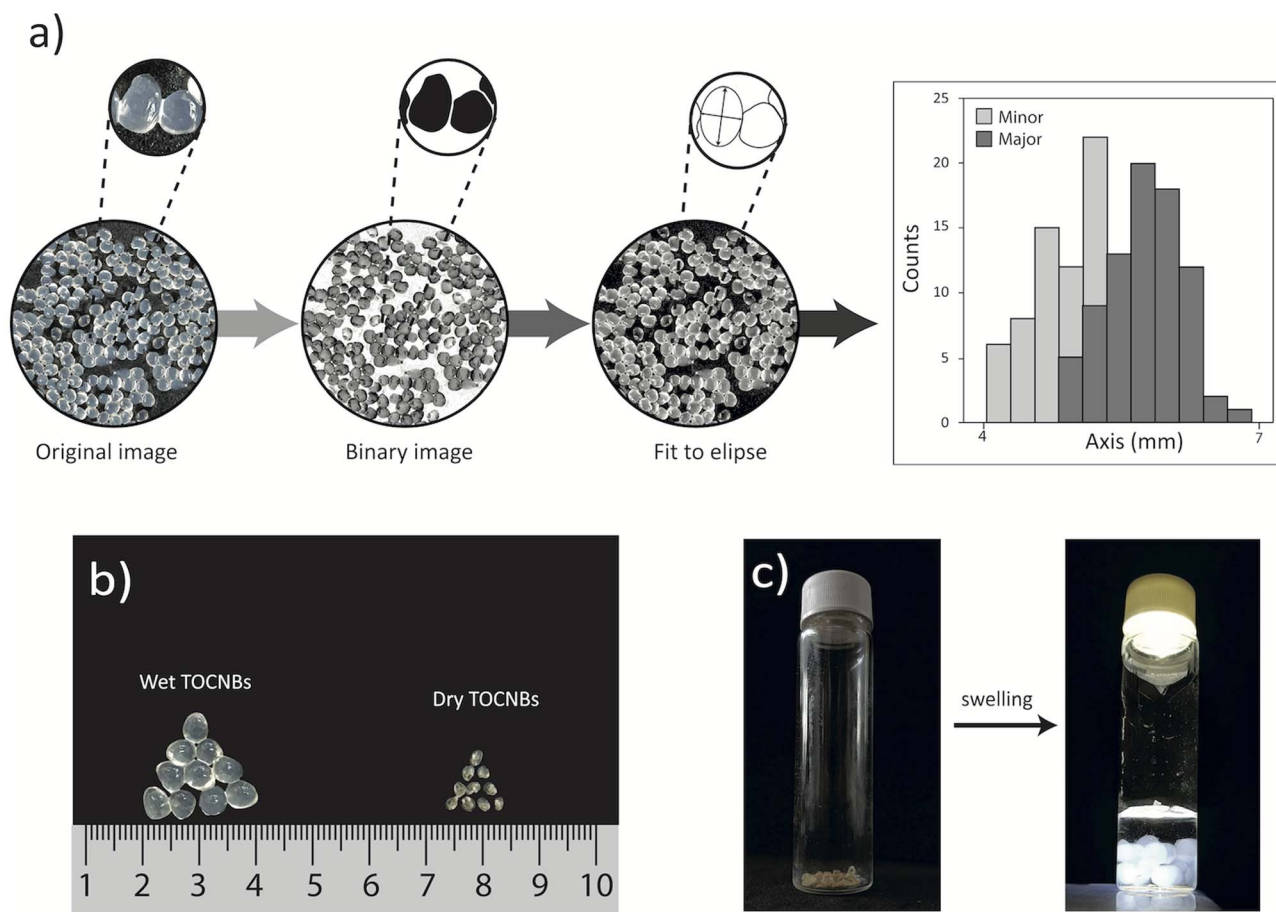 a)
Original image
Binary image
Fit to elipse
25
20
15
10
5
0
Counts
Minor
Major
4
Axis (mm)
7
b)
Wet TOCNBs
Dry TOCNBs
1 2 3 4 5 6 7 8 9 10
c)
swelling